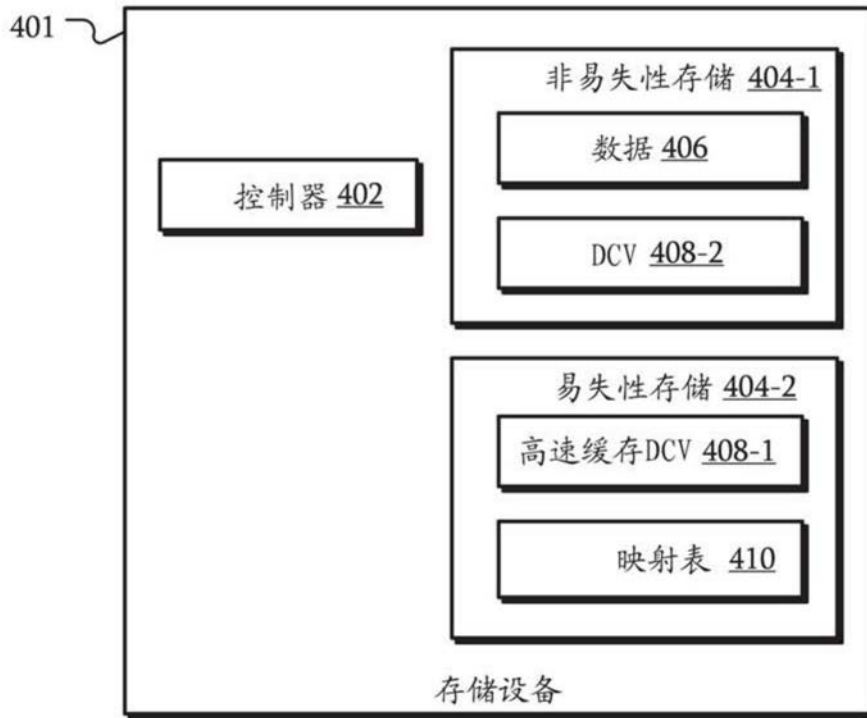 401
非易失性存储 404-1
数据 406
控制器 402
DCV 408-2
易失性存储 404-2
高速缓存DCV 408-1
映射表 410
存储设备